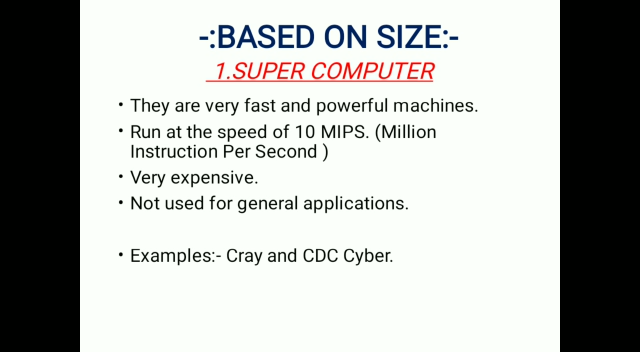 -:BASED ON SIZE:-
1.SUPER COMPUTER
• They are very fast and powerful machines.
• Run at the speed of 10 MIPS. (Million
Instruction Per Second )
• Very expensive.
• Not used for general applications.
• Examples:- Cray and CDC Cyber.